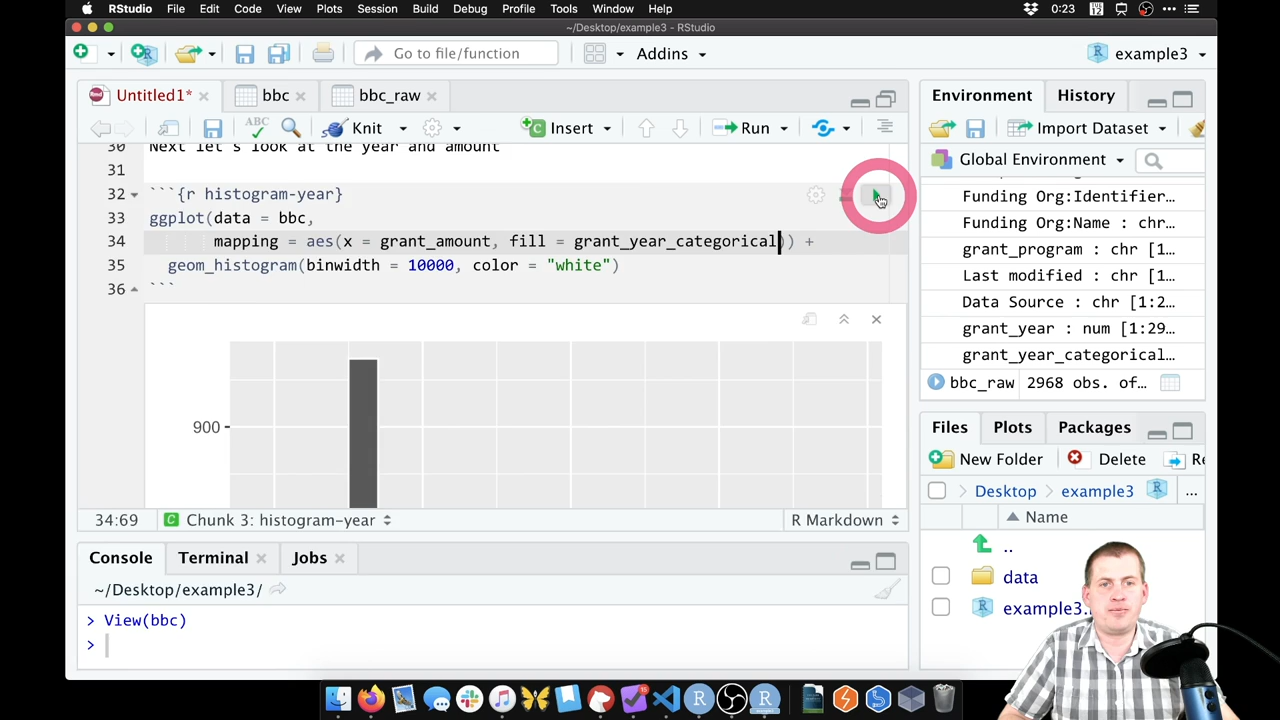 RStudio File Edit Code View Plots Session Build Debug Profile Tools Window Help 0:23
~/Desktop/example3 - RStudio
Go to file/function Addins example3
Untitled1* bbc bbc_raw
ABC Knit Insert Run
30 Next let's look at the year and amount
31
32 ```{r histogram-year}
33 ggplot(data = bbc,
34 mapping = aes(x = grant_amount, fill = grant_year_categorical)) +
35 geom_histogram(binwidth = 10000, color = "white")
36 ```
900
34:69 Chunk 3: histogram-year R Markdown
Console Terminal Jobs
~/Desktop/example3/
> View(bbc)
>
Environment History
Import Dataset
Global Environment
Funding Org:Identifier…
Funding Org:Name : chr…
grant_program : chr [1…
Last modified : chr [1…
Data Source : chr [1:2…
grant_year : num [1:29…
grant_year_categorical…
bbc_raw 2968 obs. of…
Files Plots Packages
New Folder Delete Re
Desktop example3 ...
Name
..
data
example3.